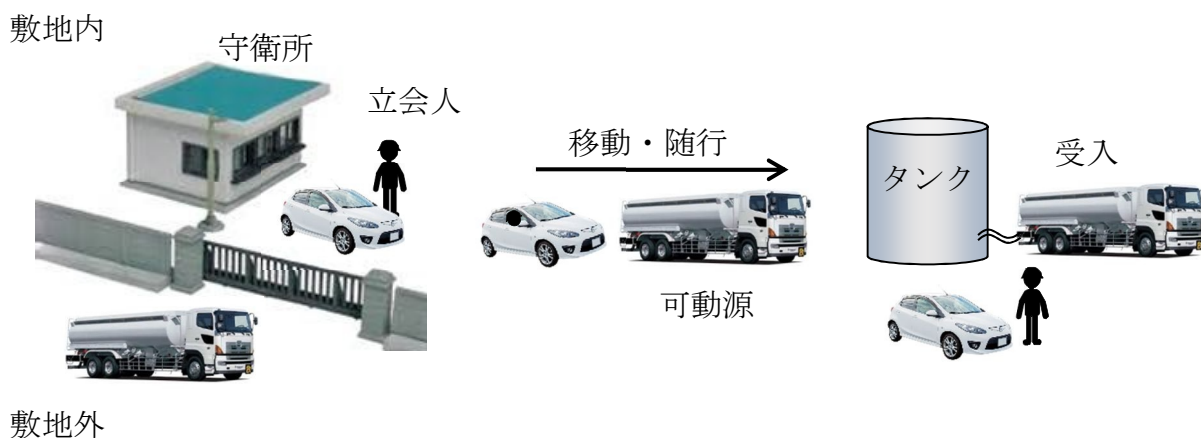 敷地内
守衛所
立会人
移動・随行
可動源
タンク
受入
敷地外